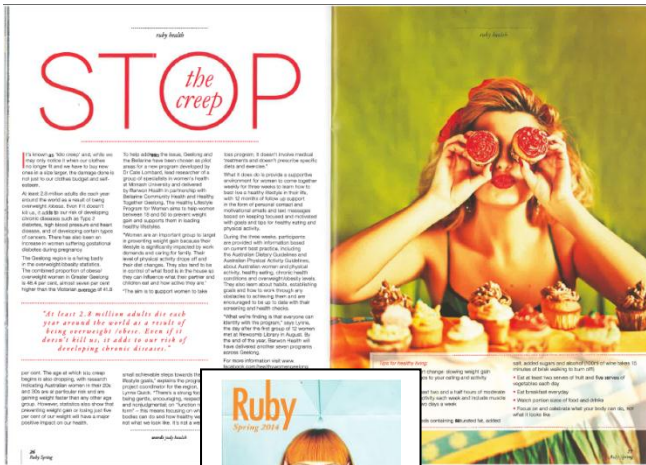 ruby health
STOP
the
creep
It's known as 'kilo creep' and, while we
may only notice it when our clothes
no longer fit and we have to buy new
ones in a size larger, the damage done is
not just to our clothes budget and self-
esteem.
At least 2.8 million adults die each year
around the world as a result of being
overweight /obese. Even if it doesn't
kill us, it adds to our risk of developing
chronic diseases such as Type 2
diabetes, high blood pressure and heart
disease, and of developing certain types
of cancers. There has also been an
increase in women suffering gestational
diabetes during pregnancy.
The Geelong region is a faring badly
in the overweight/obesity statistics.
The combined proportion of obese/
overweight women in Greater Geelong
is 48.4 per cent, almost seven per cent
higher than the Victorian average of 41.8
"At least 2.8 million adults die each
year around the world as a result of
being overweight /obese. Even if it
doesn't kill us, it adds to our risk of
developing chronic diseases."
per cent. The age at which this creep
begins is also dropping, with research
indicating Australian women in their 20s
and 30s are at particular risk and are
gaining weight faster than any other age
group. However, statistics also show that
preventing weight gain or losing just five
per cent of our weight will have a major
positive impact on our health.
To help address the issue, Geelong and
the Bellarine have been chosen as pilot
areas for a new program developed by
Dr Cate Lombard, lead researcher of a
group of specialists in women's health
at Monash University and delivered
by Barwon Health in partnership with
Bellarine Community Health and Healthy
Together Geelong. The Healthy Lifestyle
Program for Women aims to help women
between 18 and 50 to prevent weight
gain and supports them in leading
healthy lifestyles.
"Women are an important group to target
in preventing weight gain because their
lifestyle is significantly impacted by work
demands and caring for family. Their
level of physical activity drops off and
their diet changes. They also tend to be
in control of what food is in the house so
they can influence what their partner and
children eat and how active they are."
"The aim is to support women to take
small achievable steps towards
lifestyle goals," explains the
project coordinator for the region,
Lynne Quick. "There's a strong
being gentle, encouraging,
and nonjudgmental; on "function
form" – this means focusing on
bodies can do and how healthy
not what we look like. It's not a
words judy baulch
loss program. It doesn't involve medical
treatments and doesn't prescribe specific
diets and exercise."
What it does do is provide a supportive
environment for women to come together
weekly for three weeks to learn how to
best live a healthy lifestyle in their life,
with 12 months of follow up support
in the form of personal contact and
motivational emails and text messages
based on keeping focused and motivated
with goals and tips for healthy eating and
physical activity.
During the three weeks, participants
are provided with information based
on current best practice, including
the Australian Dietary Guidelines and
Australian Physical Activity Guidelines,
about Australian women and physical
activity, healthy eating, chronic health
conditions and overweight/obesity levels.
They also learn about habits, establishing
goals and how to work through any
obstacles to achieving them and are
encouraged to be up to date with their
screening and health checks.
"What we're finding is that everyone can
identify with this program," says Lynne,
the day after the first group of 12 women
met at Newcomb Library in August. By
the end of the year, Barwon Health will
have delivered another seven programs
across Geelong.
For more information visit www.
26
Ruby Spring
Ruby
Spring 2014
ruby health
Tips to healthy living
change: slowing weight gain
to your eating and activity
two and a half hours of moderate
activity each week and include muscle
days a week
containing saturated fat, added
salt, added sugars and alcohol (100ml of wine takes 15
minutes of brisk walking to burn off)
• Eat at least two serves of fruit and five serves of
vegetables each day
• Eat breakfast everyday
• Watch portion sizes of food and drinks
• Focus on and celebrate what your body can do, not
what it looks like
Ruby Spring